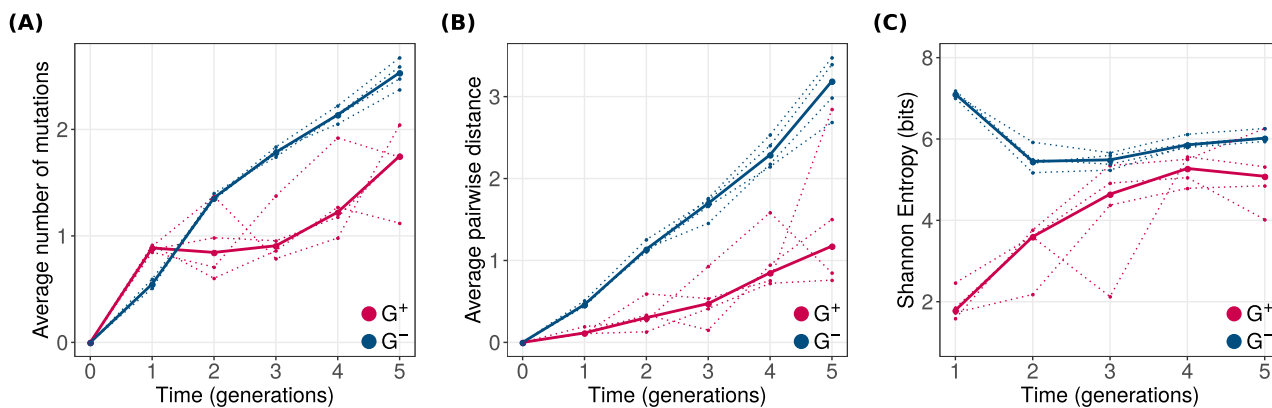 (A)
Average number of mutations
2
1
0
0 1 2 3 4 5
Time (generations)
G⁺
G⁻
(B)
Average pairwise distance
3
2
1
0
0 1 2 3 4 5
Time (generations)
G⁺
G⁻
(C)
Shannon Entropy (bits)
8
6
4
2
1 2 3 4 5
Time (generations)
G⁺
G⁻